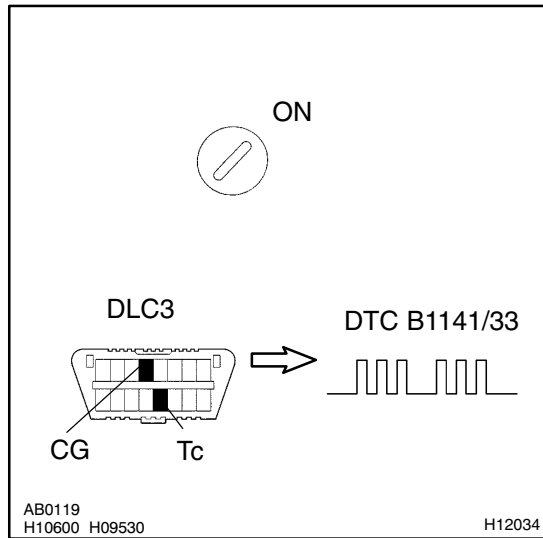 ON
DLC3
DTC B1141/33
CG
Tc
AB0119
H10600 H09530
H12034